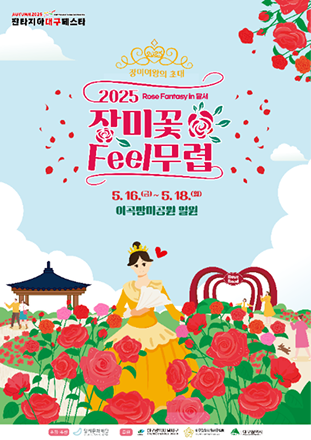 판타지아대구페스타
장미여왕의 초대
2025 Rose Fantasy in 달서
장미꽃
Feel무렵
5. 16.(금) ~ 5. 18.(일)
이곡장미공원 일원